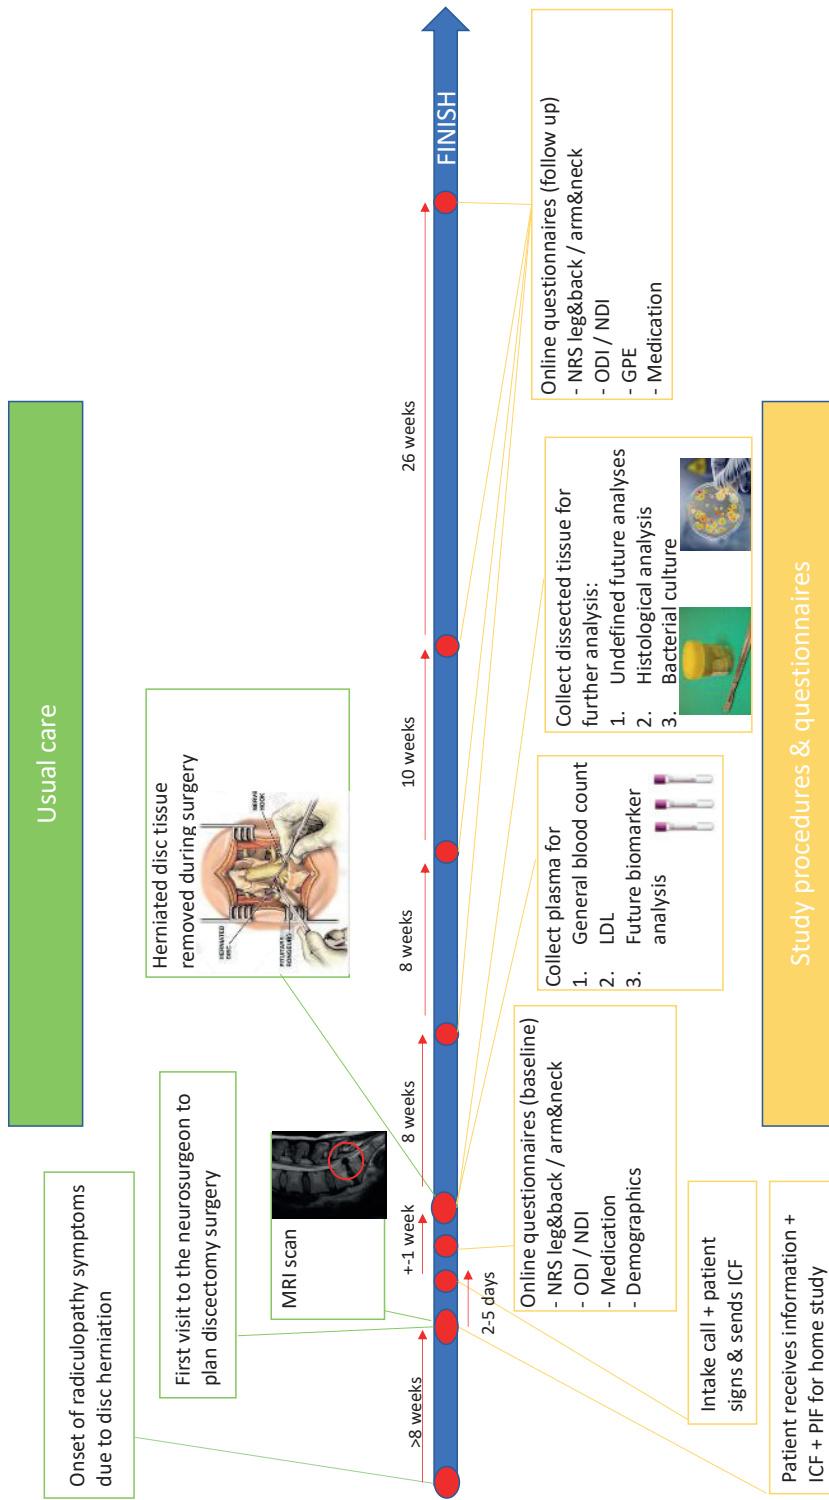 Usual care
Onset of radiculopathy symptoms
due to disc herniation
First visit to the neurosurgeon to
plan discectomy surgery
MRI scan
Herniated disc tissue
removed during surgery
HERNIATED
DISC
PITUITARY
RONGEURS
NERVE
HOOK
>8 weeks
2-5 days
+-1 week
8 weeks
8 weeks
10 weeks
26 weeks
FINISH
Patient receives information +
ICF + PIF for home study
Intake call + patient
signs & sends ICF
Online questionnaires (baseline)
- NRS leg&back / arm&neck
- ODI / NDI
- Medication
- Demographics
Collect plasma for
1. General blood count
2. LDL
3. Future biomarker
analysis
Collect dissected tissue for
further analysis:
1. Undefined future analyses
2. Histological analysis
3. Bacterial culture
Online questionnaires (follow up)
- NRS leg&back / arm&neck
- ODI / NDI
- GPE
- Medication
Study procedures & questionnaires